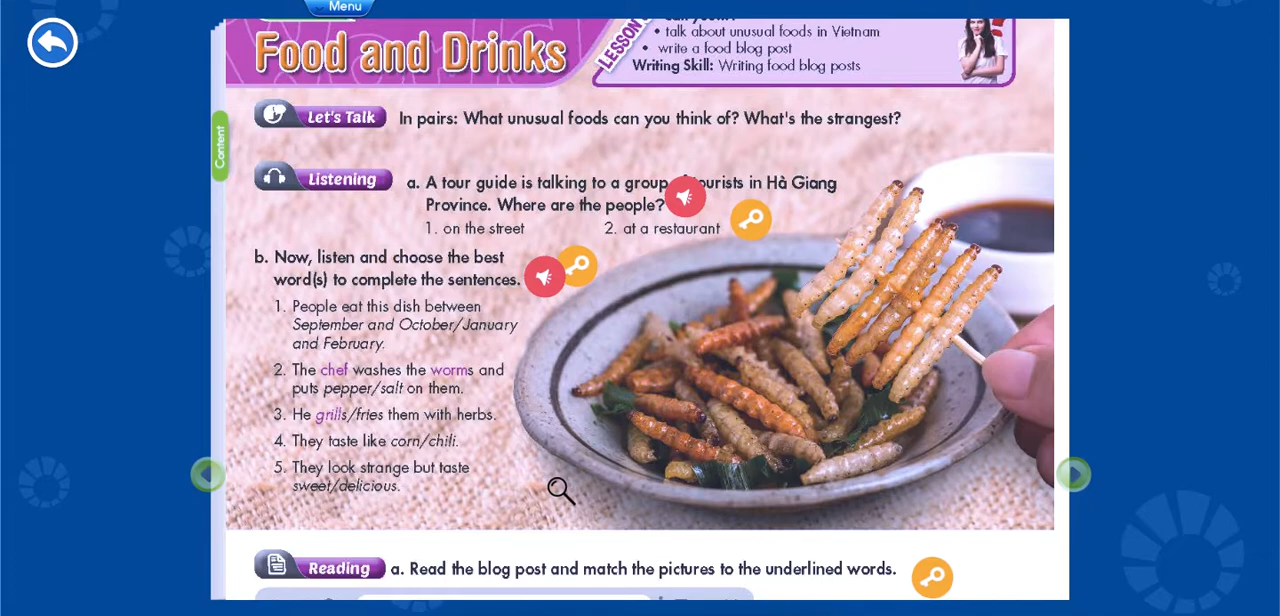 Menu
Food and Drinks
LESSON
• talk about unusual foods in Vietnam
• write a food blog post
Writing Skill: Writing food blog posts
Content
Let's Talk In pairs: What unusual foods can you think of? What's the strangest?
Listening a. A tour guide is talking to a group tourists in Hà Giang
Province. Where are the people?
1. on the street 2. at a restaurant
b. Now, listen and choose the best
word(s) to complete the sentences.
1. People eat this dish between
September and October/January
and February.
2. The chef washes the worms and
puts pepper/salt on them.
3. He grills/fries them with herbs.
4. They taste like corn/chili.
5. They look strange but taste
sweet/delicious.
Reading a. Read the blog post and match the pictures to the underlined words.